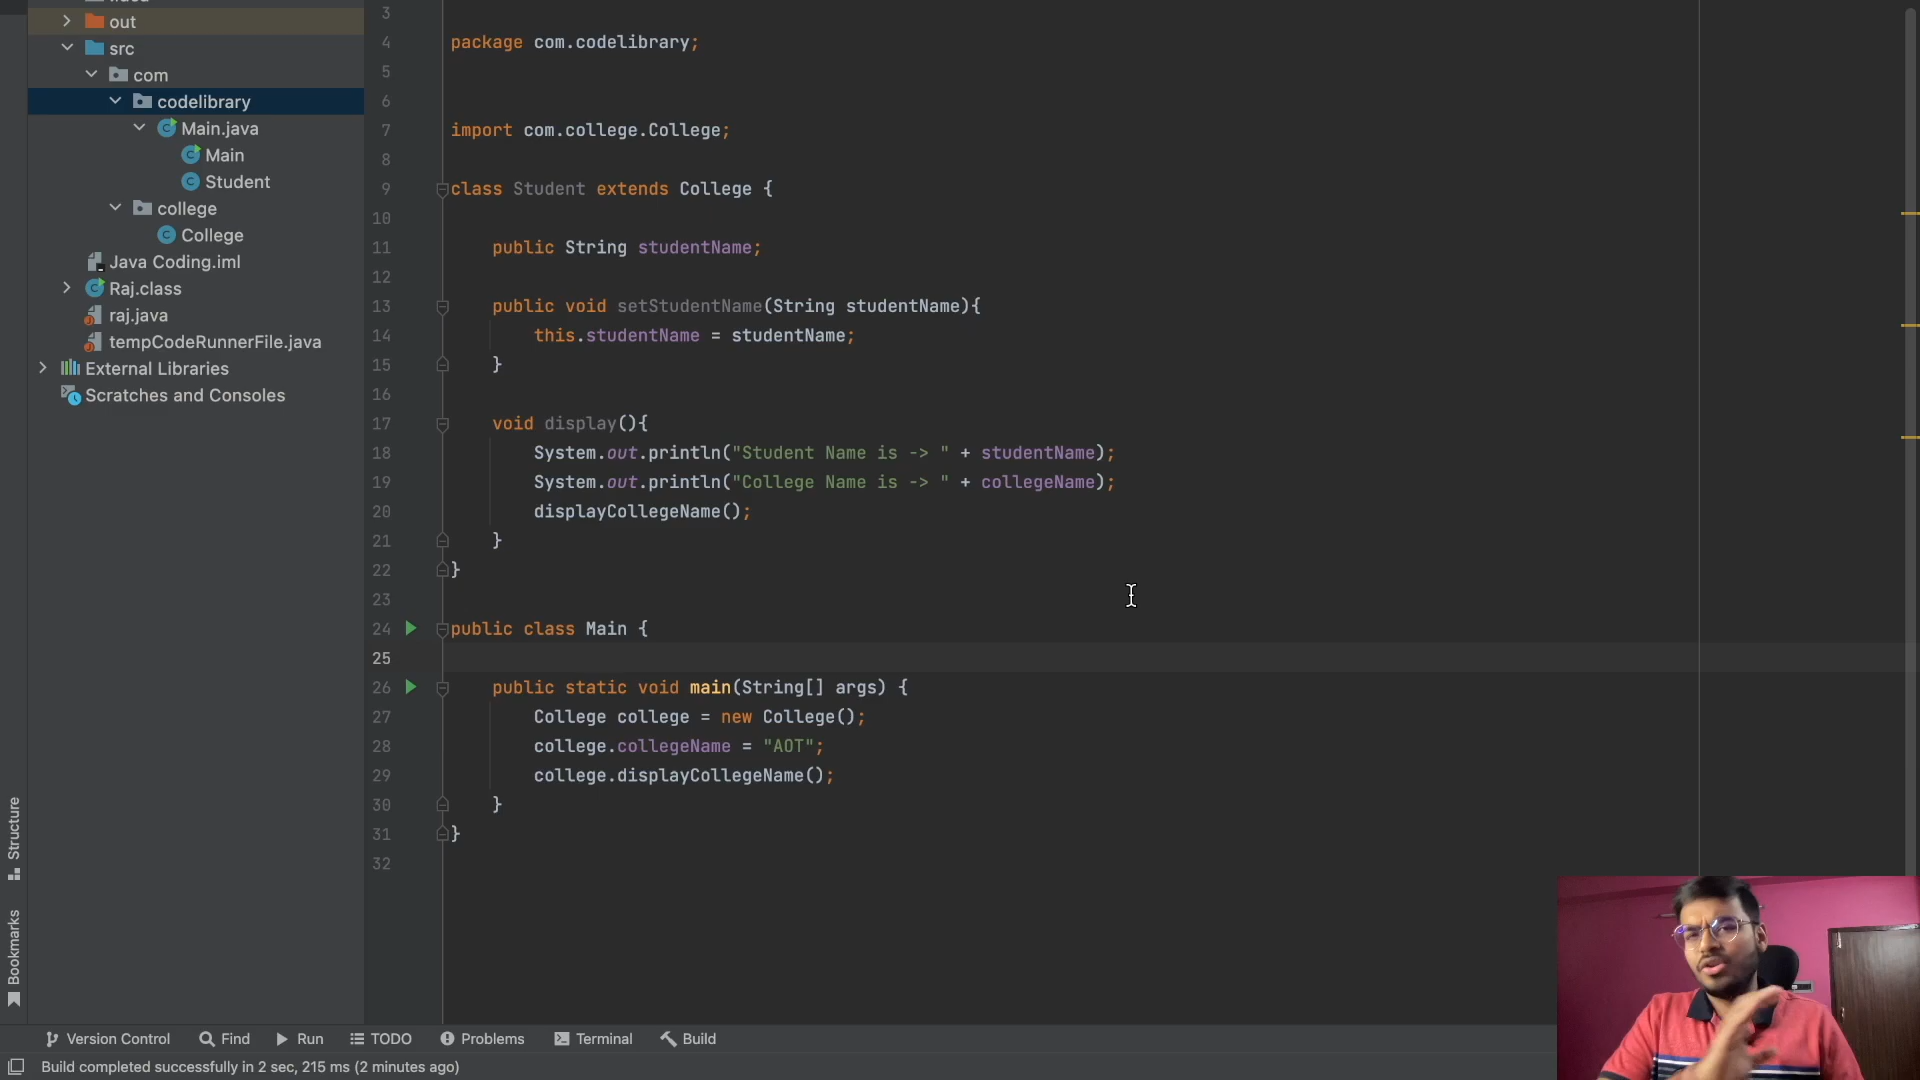 out
src
com
codelibrary
Main.java
Main
Student
college
College
Java Coding.iml
Raj.class
raj.java
tempCodeRunnerFile.java
External Libraries
Scratches and Consoles
Structure
Bookmarks
3
4 package com.codelibrary;
5
6
7 import com.college.College;
8
9 class Student extends College {
10
11 public String studentName;
12
13 public void setStudentName(String studentName){
14 this.studentName = studentName;
15 }
16
17 void display(){
18 System.out.println("Student Name is -> " + studentName);
19 System.out.println("College Name is -> " + collegeName);
20 displayCollegeName();
21 }
22 }
23
24 public class Main {
25
26 public static void main(String[] args) {
27 College college = new College();
28 college.collegeName = "AOT";
29 college.displayCollegeName();
30 }
31 }
32
Version Control Find Run TODO Problems Terminal Build
Build completed successfully in 2 sec, 215 ms (2 minutes ago)